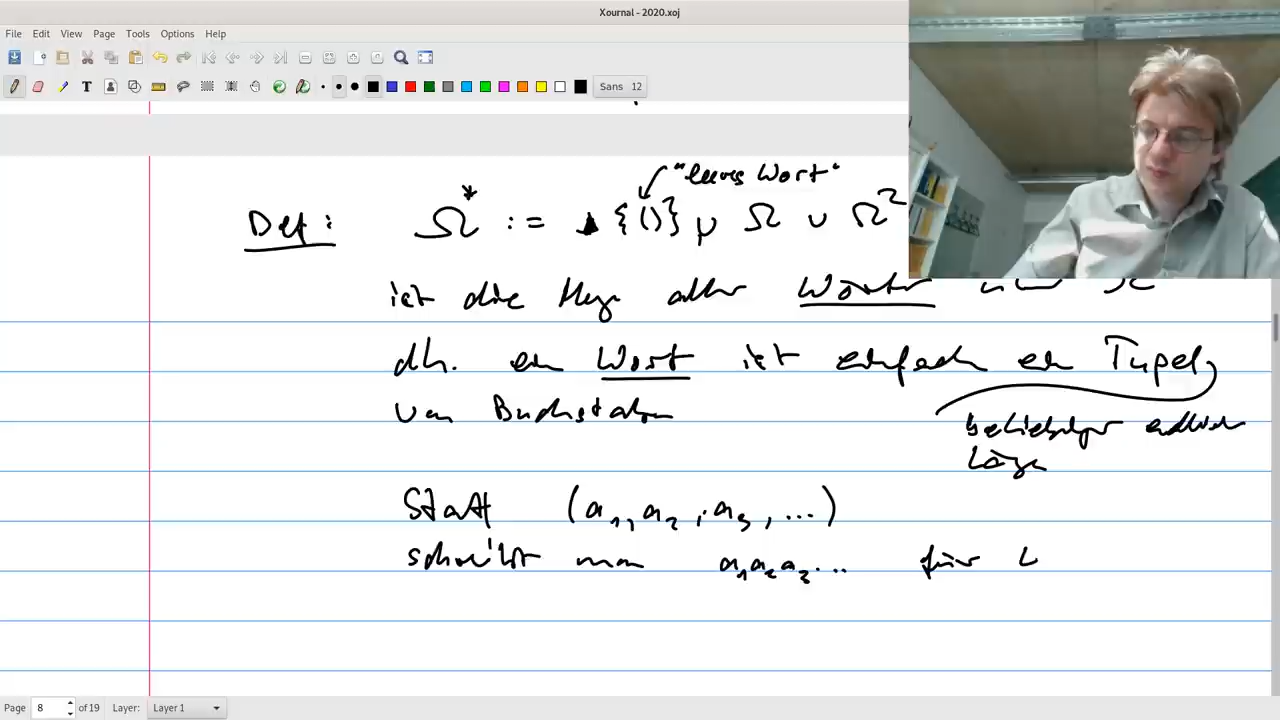 Xournal - 2020.xoj
File Edit View Page Tools Options Help
Sans 12
"leeres Wort"
Def: Ω* := {()} ∪ Ω ∪ Ω²
ist die Menge aller Wörter über Ω
dh. ein Wort ist einfach ein Tupel
von Buchstaben
beliebiger endlicher
Länge
Statt (a₁, a₂, a₃, ...)
schreibt man a₁a₂a₃... für
Page 8 of 19 Layer: Layer 1